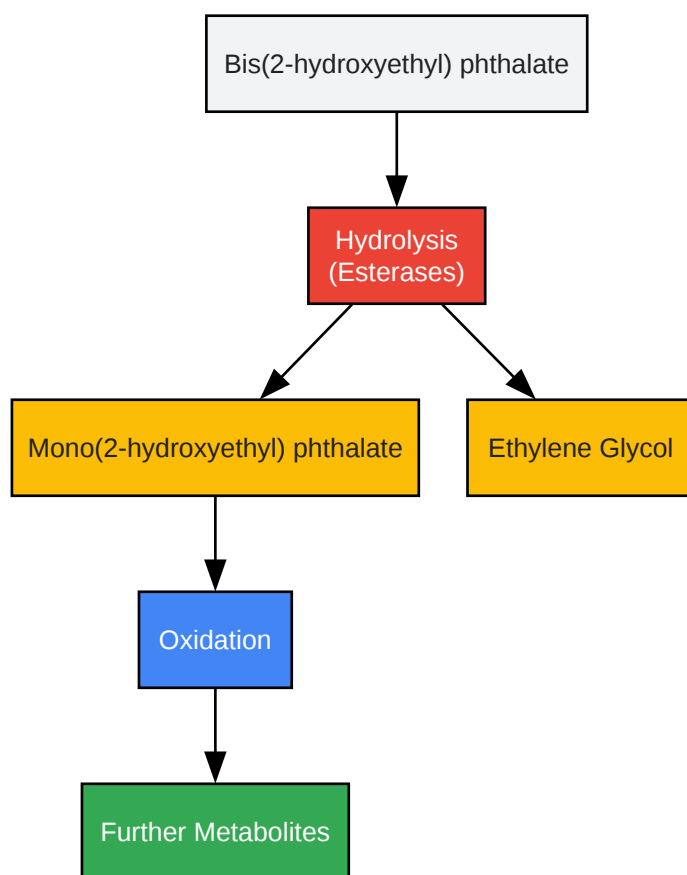 Bis(2-hydroxyethyl) phthalate
Hydrolysis
(Esterases)
Mono(2-hydroxyethyl) phthalate
Ethylene Glycol
Oxidation
Further Metabolites